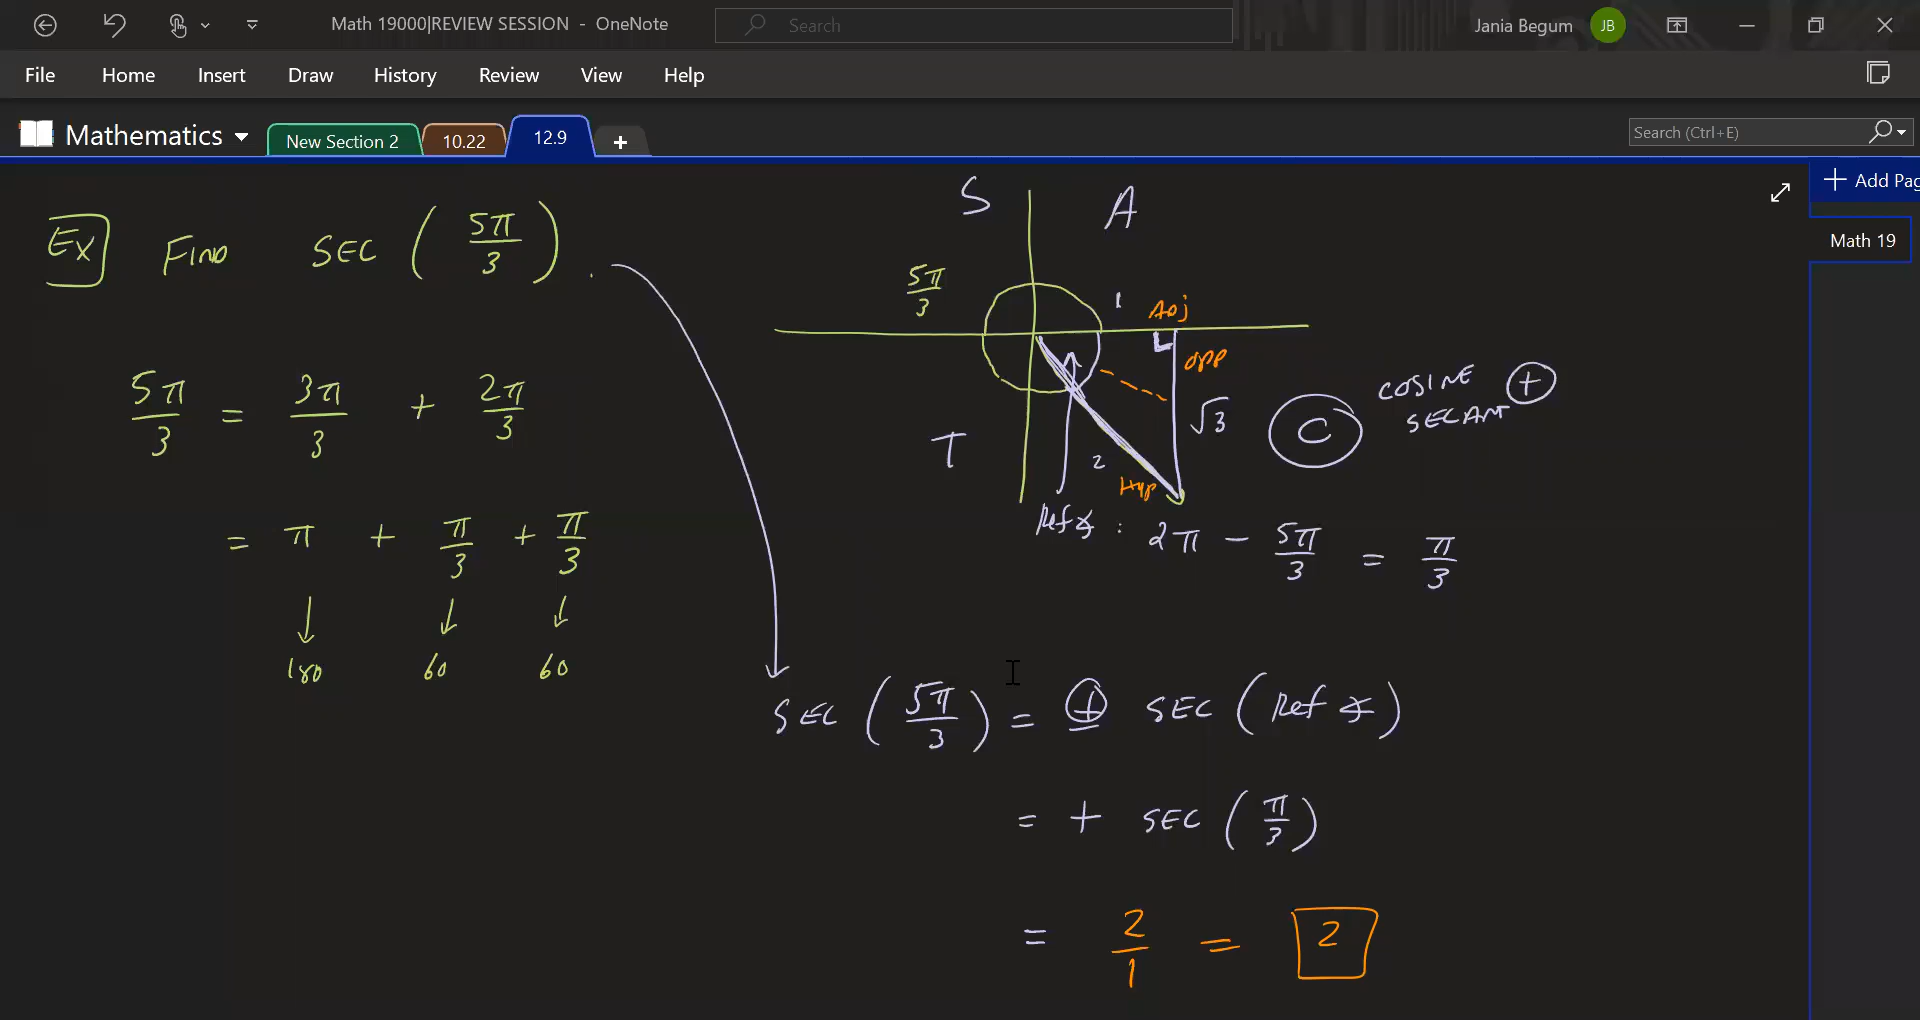 Math 19000|REVIEW SESSION - OneNote
Search
Jania Begum
JB
File Home Insert Draw History Review View Help
Mathematics
New Section 2
10.22
12.9
+
Search (Ctrl+E)
Add Pag
Math 19
Ex Find SEC (5π/3).
5π/3 = 3π/3 + 2π/3
= π + π/3 + π/3
180 60 60
S A
5π/3
1 Adj
opp
√3
T
2
Hyp
C
COSINE +
SECANT
Ref ∡ : 2π - 5π/3 = π/3
SEC (5π/3) = + SEC (Ref ∡)
= + SEC (π/3)
= 2/1 = 2